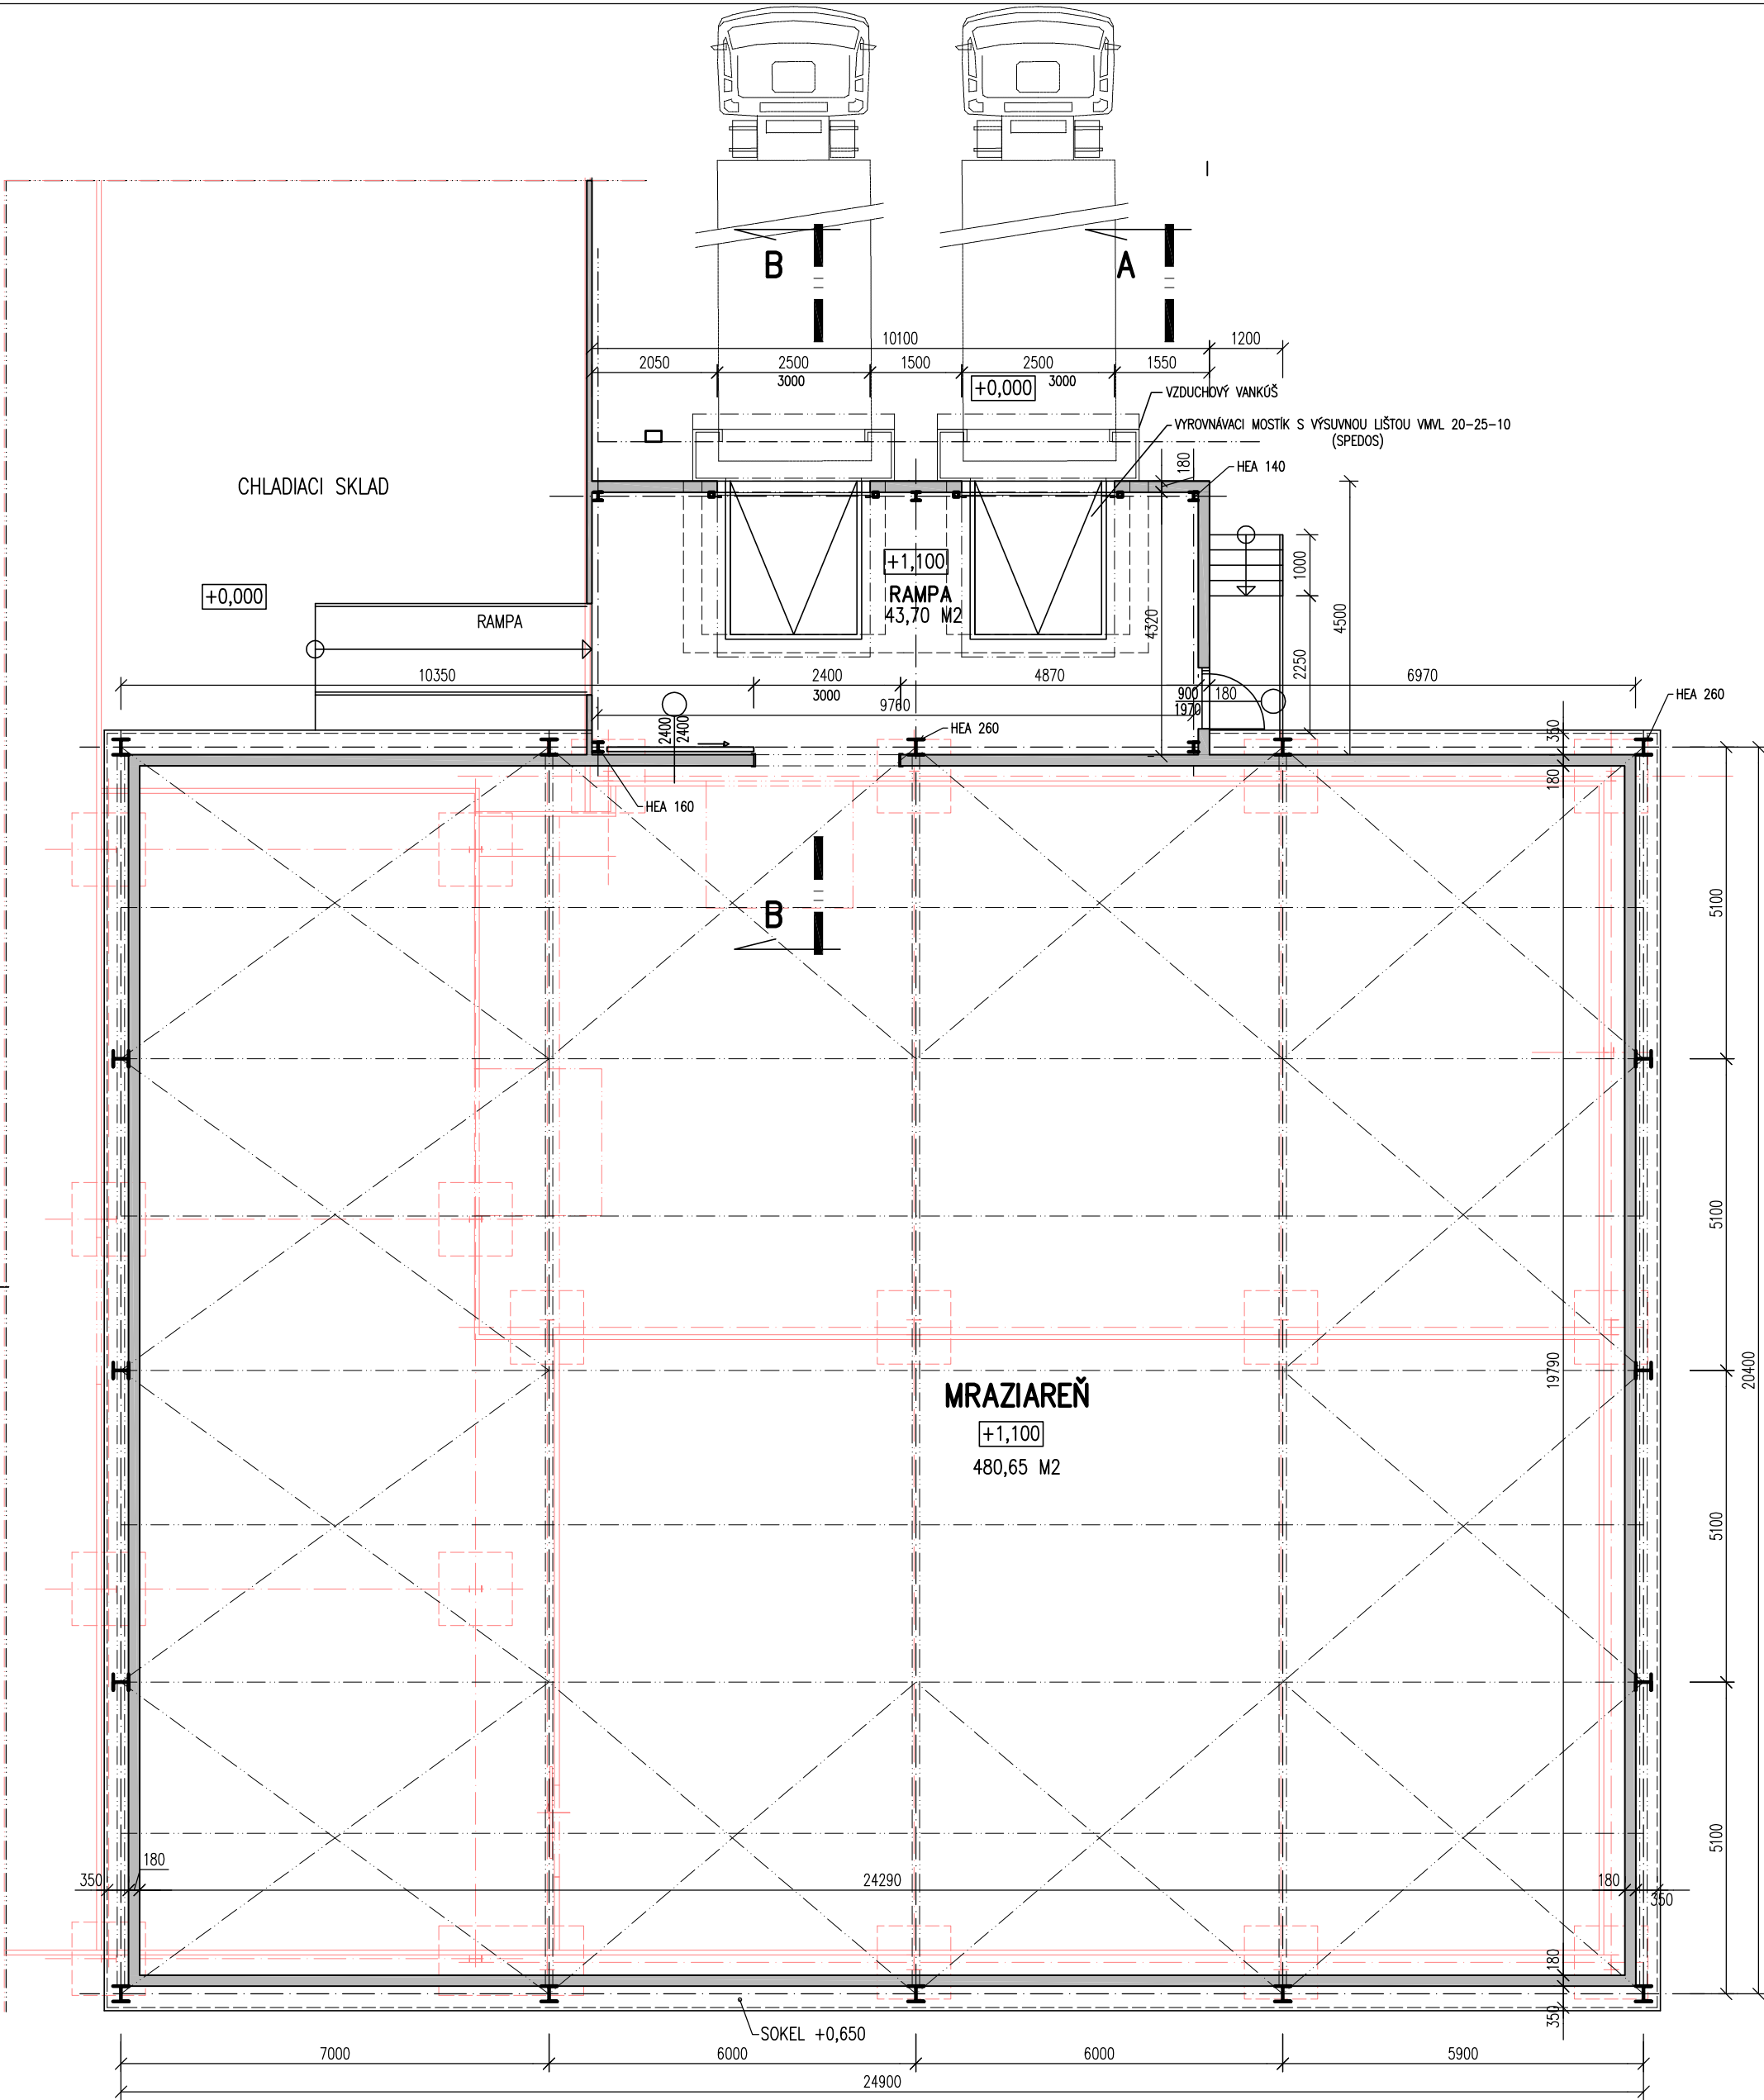 B
A
10100
1200
2050
2500
1500
2500
1550
3000
+0,000
3000
VZDUCHOVÝ VANKÚŠ
VYROVNÁVACI MOSTÍK S VÝSUVNOU LIŠTOU VMVL 20-25-10
(SPEDOS)
180
HEA 140
CHLADIACI SKLAD
+1,100
RAMPA
43,70 M2
+0,000
RAMPA
4320
1000
4500
2250
10350
2400
4870
6970
3000
900
180
1970
9760
HEA 260
2400
2400
HEA 260
350
180
HEA 160
5100
B
5100
19790
20400
MRAZIAREŇ
+1,100
480,65 M2
5100
5100
180
350
24290
180
350
180
350
SOKEL +0,650
7000
6000
6000
5900
24900